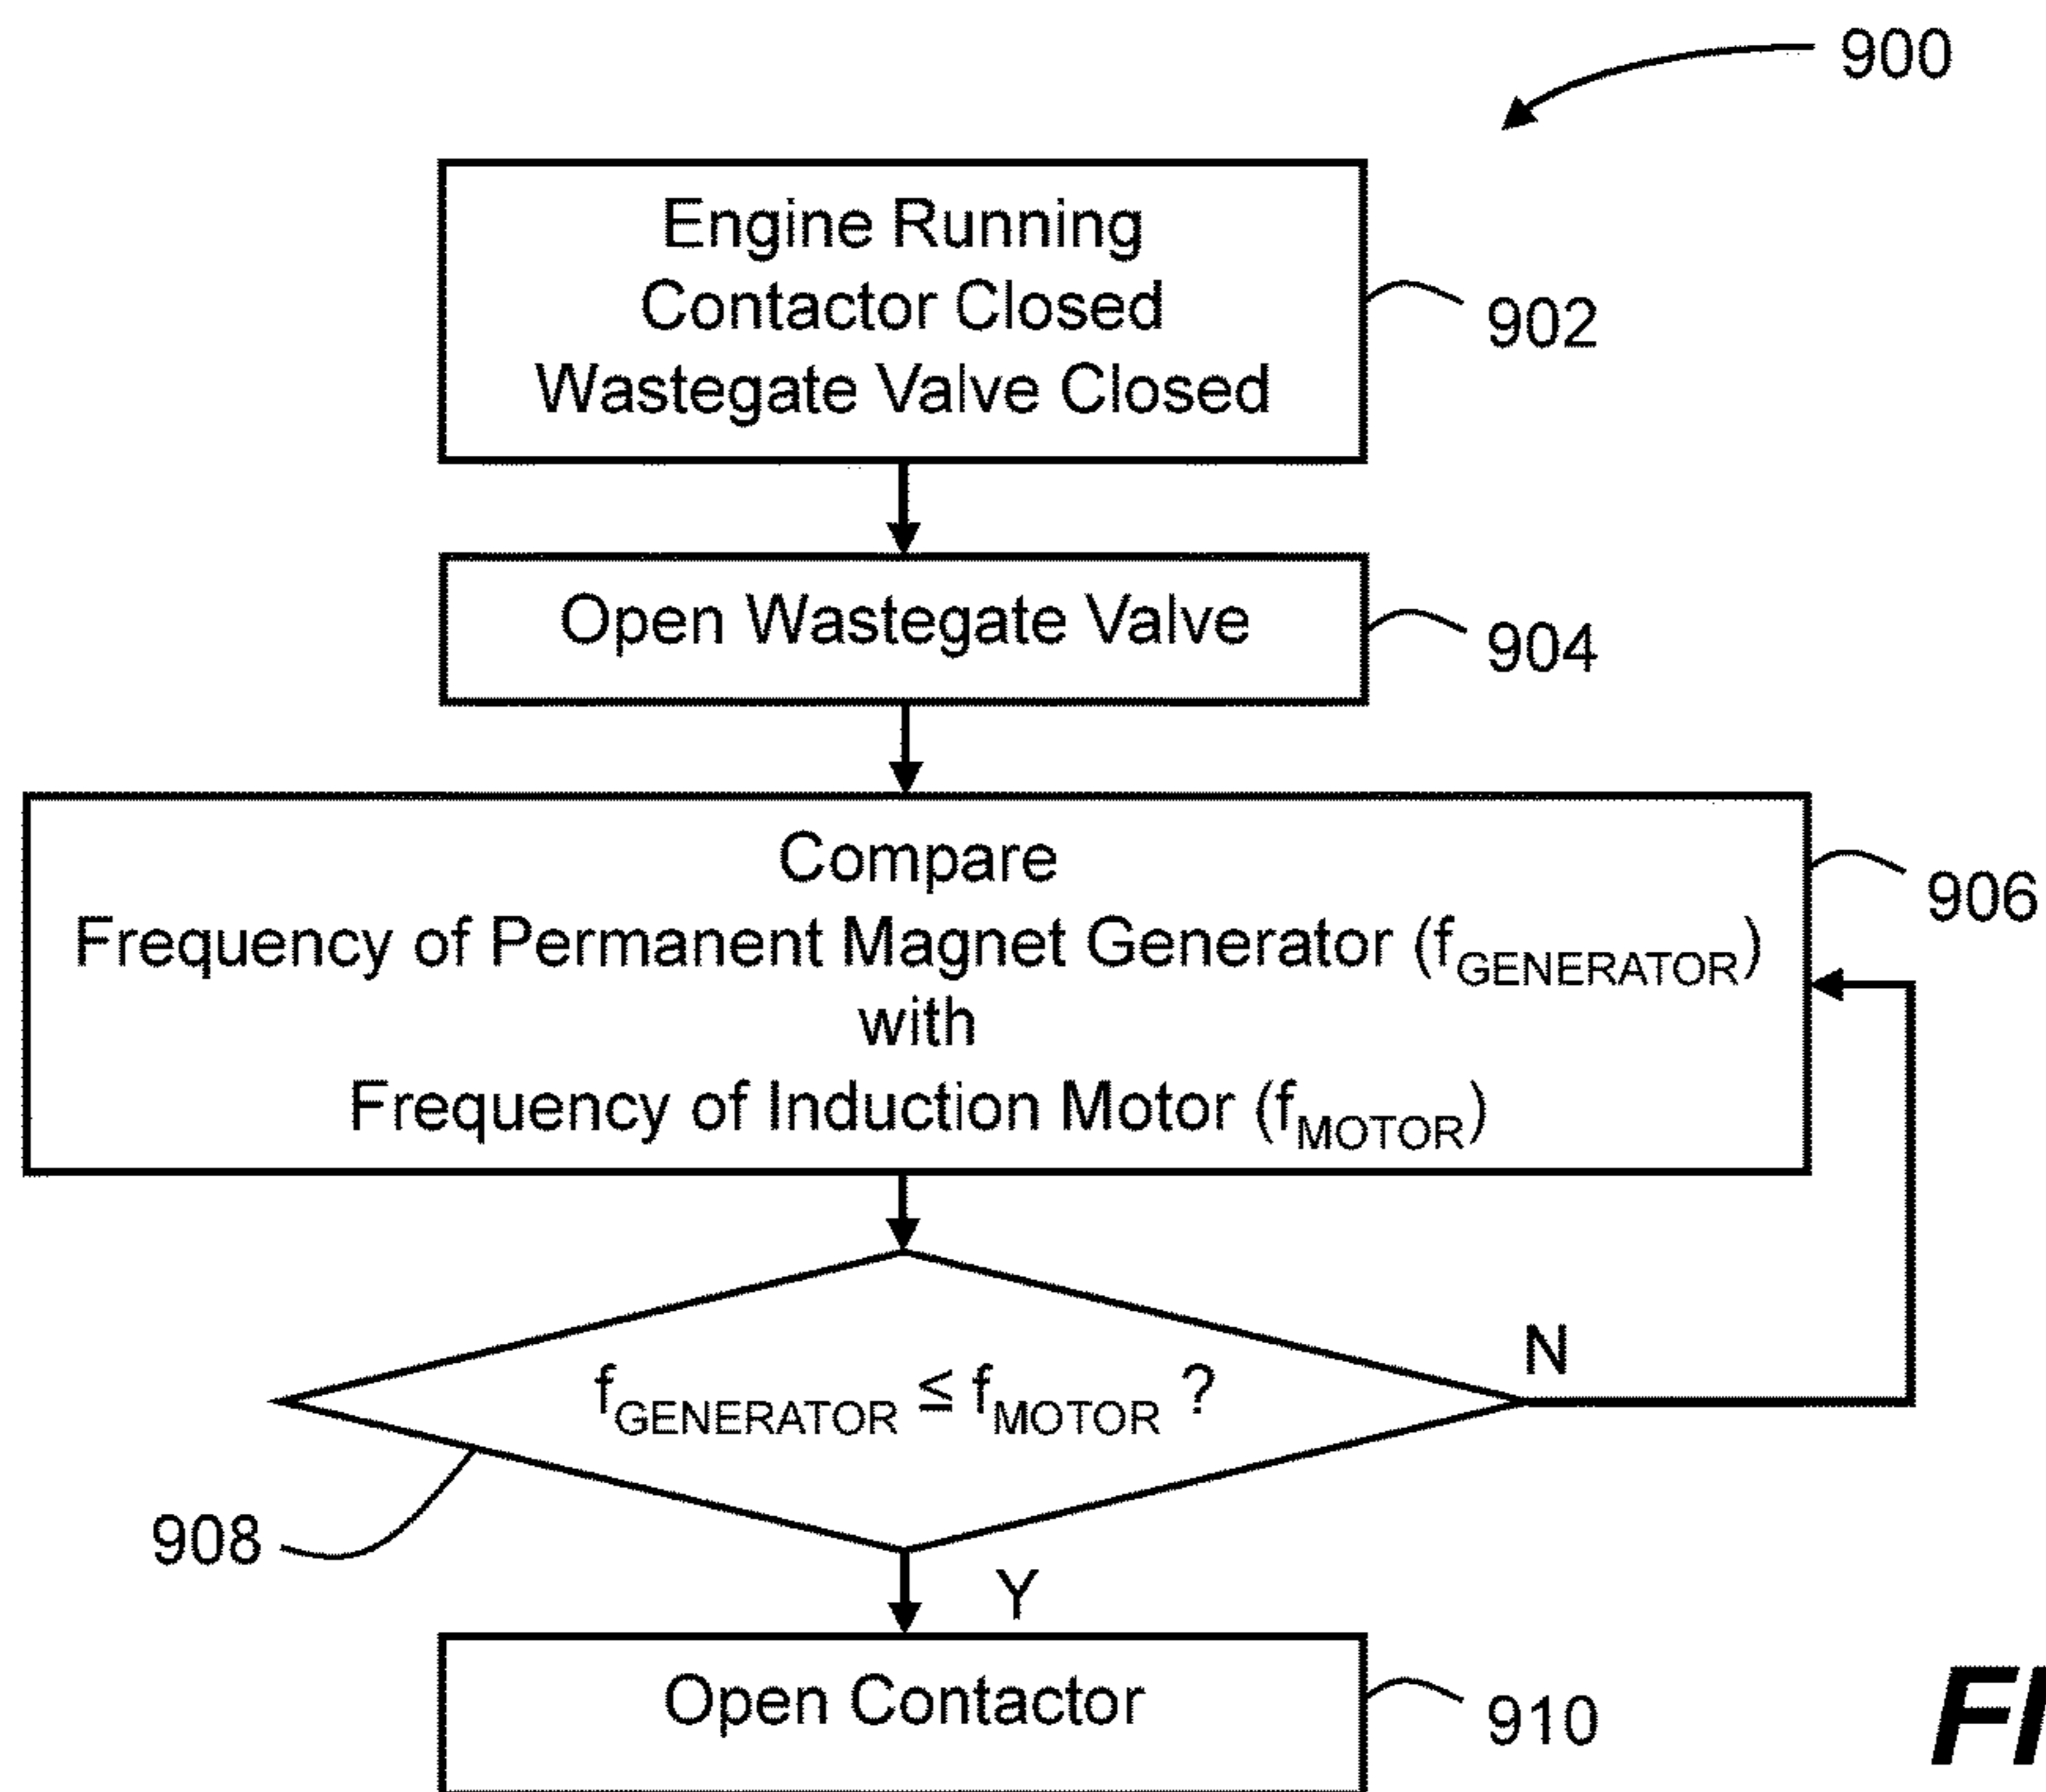 900
Engine Running
Contactor Closed
Wastegate Valve Closed
902
Open Wastegate Valve
904
Compare
Frequency of Permanent Magnet Generator (fGENERATOR)
with
Frequency of Induction Motor (fMOTOR)
906
fGENERATOR ≤ fMOTOR ?
N
908
Y
Open Contactor
910